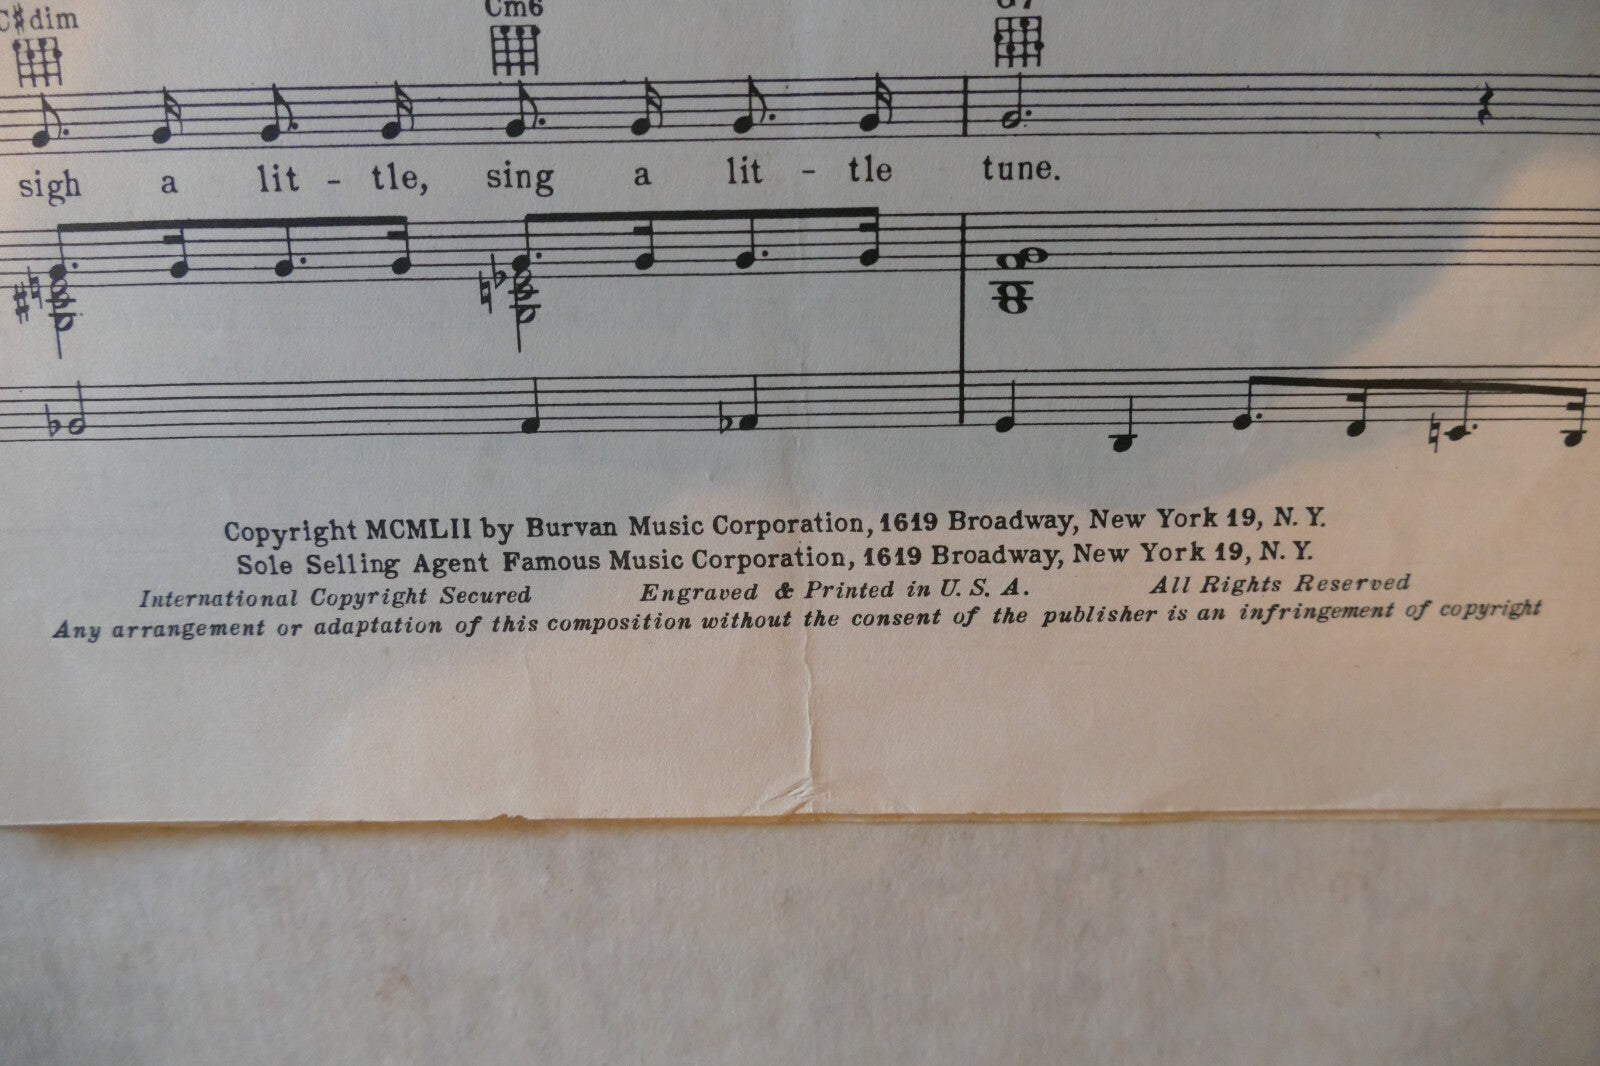 C♯dim Cm6 G7
sigh a lit - tle, sing a lit - tle tune.
Copyright MCMLII by Burvan Music Corporation, 1619 Broadway, New York 19, N. Y.
Sole Selling Agent Famous Music Corporation, 1619 Broadway, New York 19, N. Y.
International Copyright Secured Engraved & Printed in U. S. A. All Rights Reserved
Any arrangement or adaptation of this composition without the consent of the publisher is an infringement of copyright